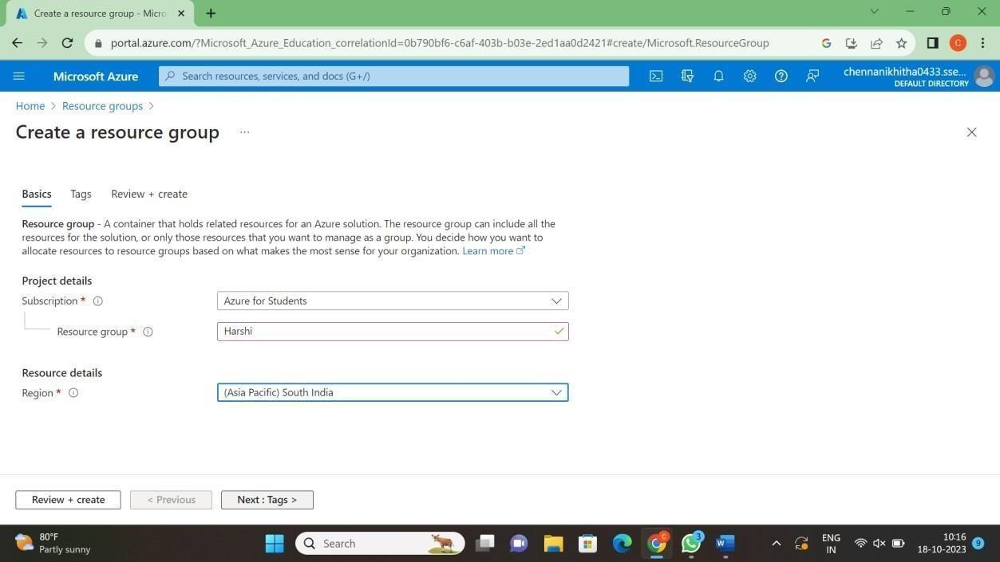 Create a resource group - Micro
portal.azure.com/?Microsoft_Azure_Education_correlationId=0b790bf6-c6af-403b-b03e-2ed1aa0d2421#create/Microsoft.ResourceGroup
Microsoft Azure
Search resources, services, and docs (G+/)
chennanikhitha0433.sse...
DEFAULT DIRECTORY
Home > Resource groups >
Create a resource group ...
Basics Tags Review + create
Resource group - A container that holds related resources for an Azure solution. The resource group can include all the
resources for the solution, or only those resources that you want to manage as a group. You decide how you want to
allocate resources to resource groups based on what makes the most sense for your organization. Learn more
Project details
Subscription * Azure for Students
Resource group * Harshi
Resource details
Region * (Asia Pacific) South India
Review + create < Previous Next : Tags >
80°F
Partly sunny
Search
3
ENG
IN
10:16
18-10-2023
9